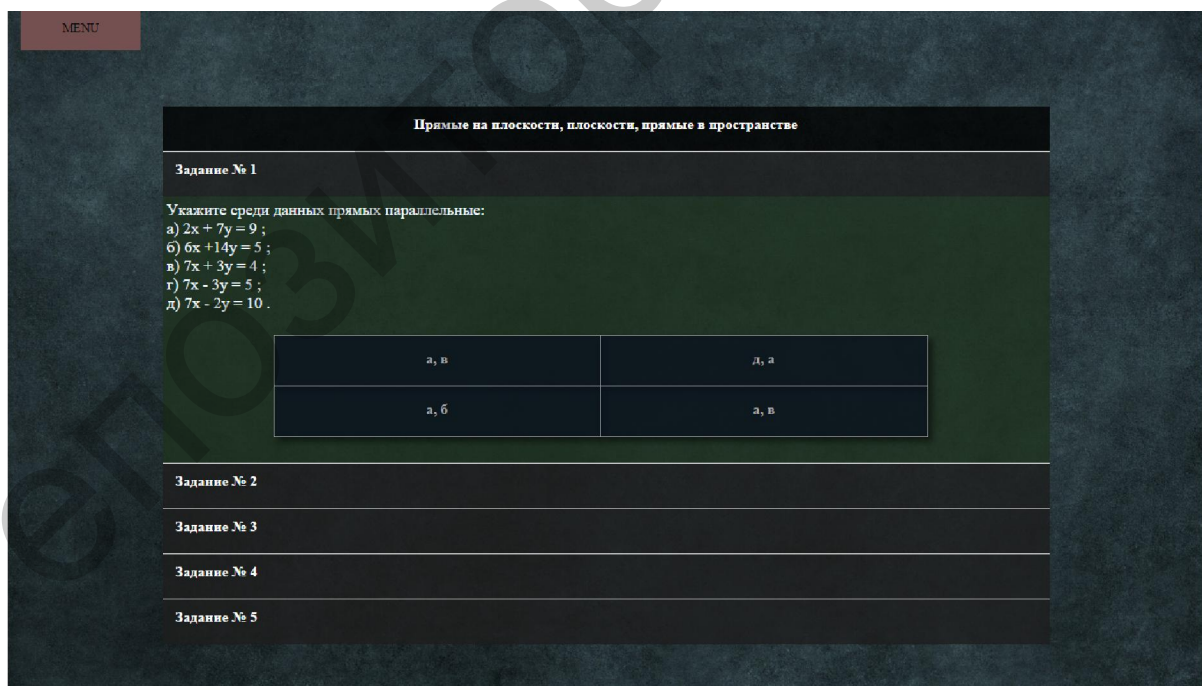 MENU
Прямые на плоскости, плоскости, прямые в пространстве
Задание № 1
Укажите среди данных прямых параллельные:
а) 2x + 7y = 9 ;
б) 6x +14y = 5 ;
в) 7x + 3y = 4 ;
г) 7x - 3y = 5 ;
д) 7x - 2y = 10 .
а, в
д, а
а, б
а, в
Задание № 2
Задание № 3
Задание № 4
Задание № 5